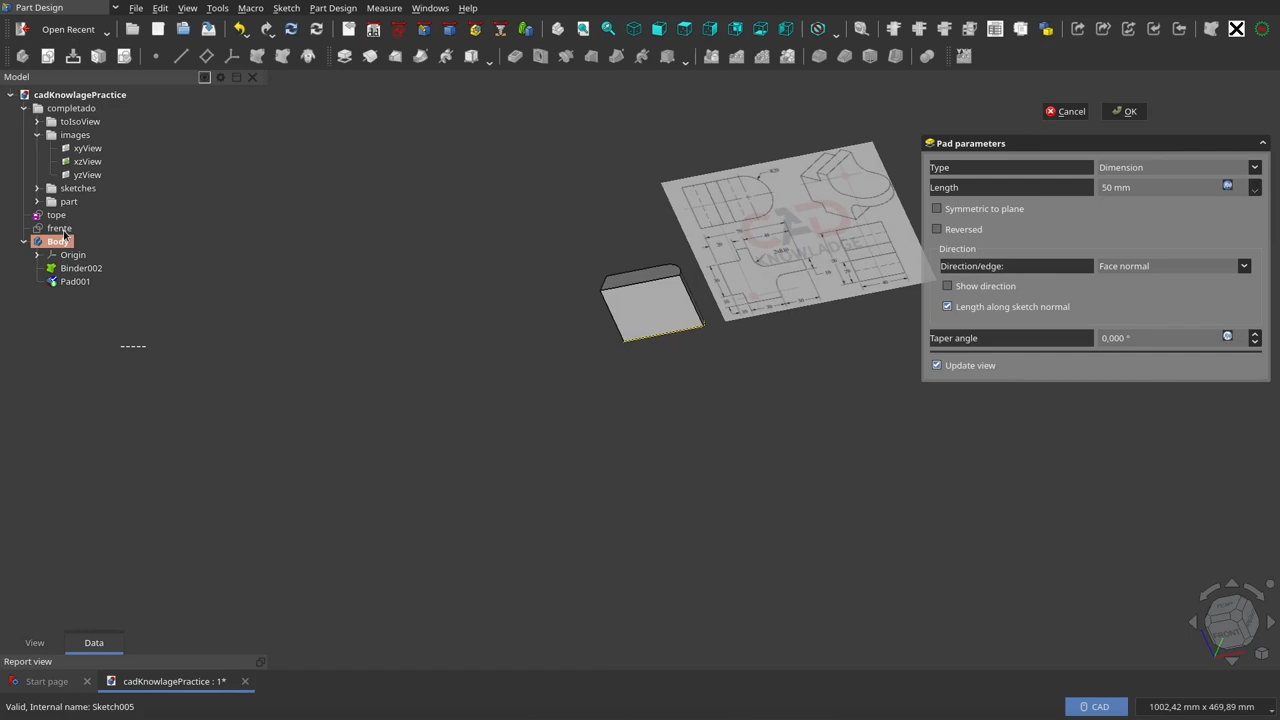 Part Design File Edit View Tools Macro Sketch Part Design Measure Windows Help
Open Recent
Model
cadKnowlagePractice
completado
toIsoView
images
xyView
xzView
yzView
sketches
part
tope
frente
Body
Origin
Binder002
Pad001
CAD
KNOWLADGE
Cancel OK
Pad parameters
Type Dimension
Length 50 mm
Symmetric to plane
Reversed
Direction
Direction/edge: Face normal
Show direction
Length along sketch normal
Taper angle 0,000 °
Update view
FRONT
View Data
Report view
Start page cadKnowlagePractice : 1*
Valid, Internal name: Sketch005 CAD 1002,42 mm x 469,89 mm